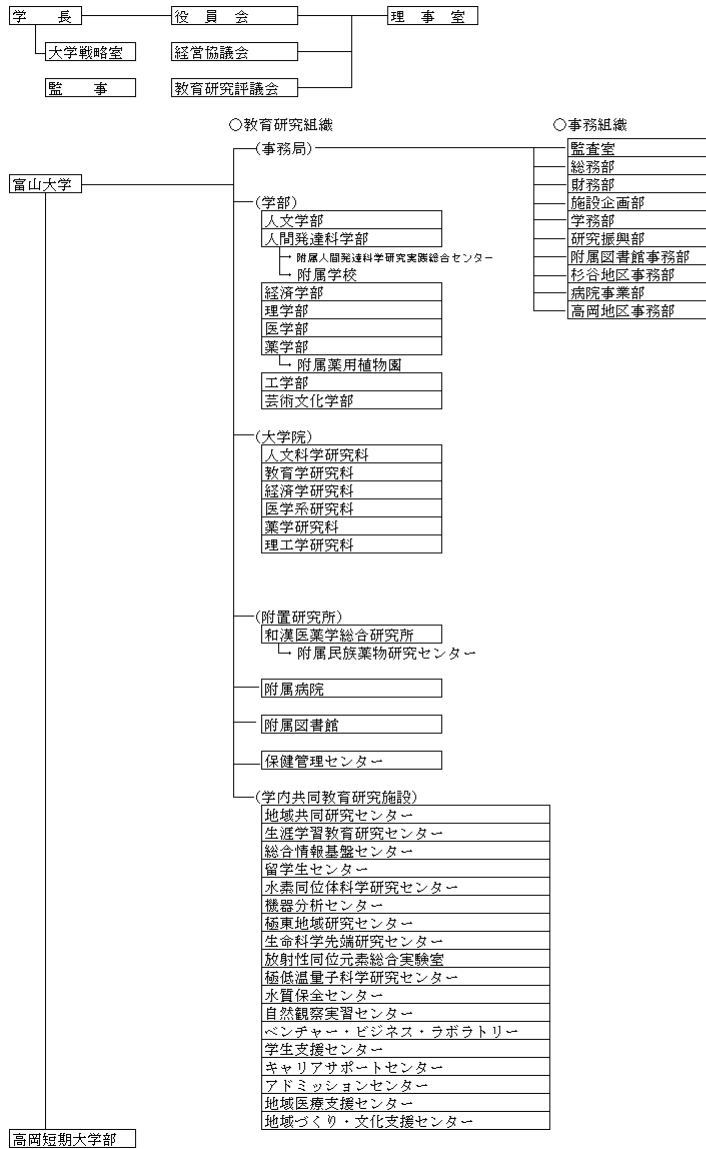 学　長
役　員　会
理　事　室
大学戦略室
経営協議会
監　　事
教育研究評議会
○教育研究組織
○事務組織
(事務局)
監査室
総務部
富山大学
財務部
施設企画部
学務部
研究振興部
附属図書館事務部
杉谷地区事務部
病院事業部
高岡地区事務部
(学部)
人文学部
人間発達科学部
附属人間発達科学研究実践総合センター
附属学校
経済学部
理学部
医学部
薬学部
附属薬用植物園
工学部
芸術文化学部
(大学院)
人文科学研究科
教育学研究科
経済学研究科
医学系研究科
薬学研究科
理工学研究科
(附置研究所)
和漢医薬学総合研究所
附属民族薬物研究センター
附属病院
附属図書館
保健管理センター
(学内共同教育研究施設)
地域共同研究センター
生涯学習教育研究センター
総合情報基盤センター
留学生センター
水素同位体科学研究センター
機器分析センター
極東地域研究センター
生命科学先端研究センター
放射性同位元素総合実験室
極低温量子科学研究センター
水質保全センター
自然観察実習センター
ベンチャー・ビジネス・ラボラトリー
学生支援センター
キャリアサポートセンター
アドミッションセンター
地域医療支援センター
地域づくり・文化支援センター
高岡短期大学部